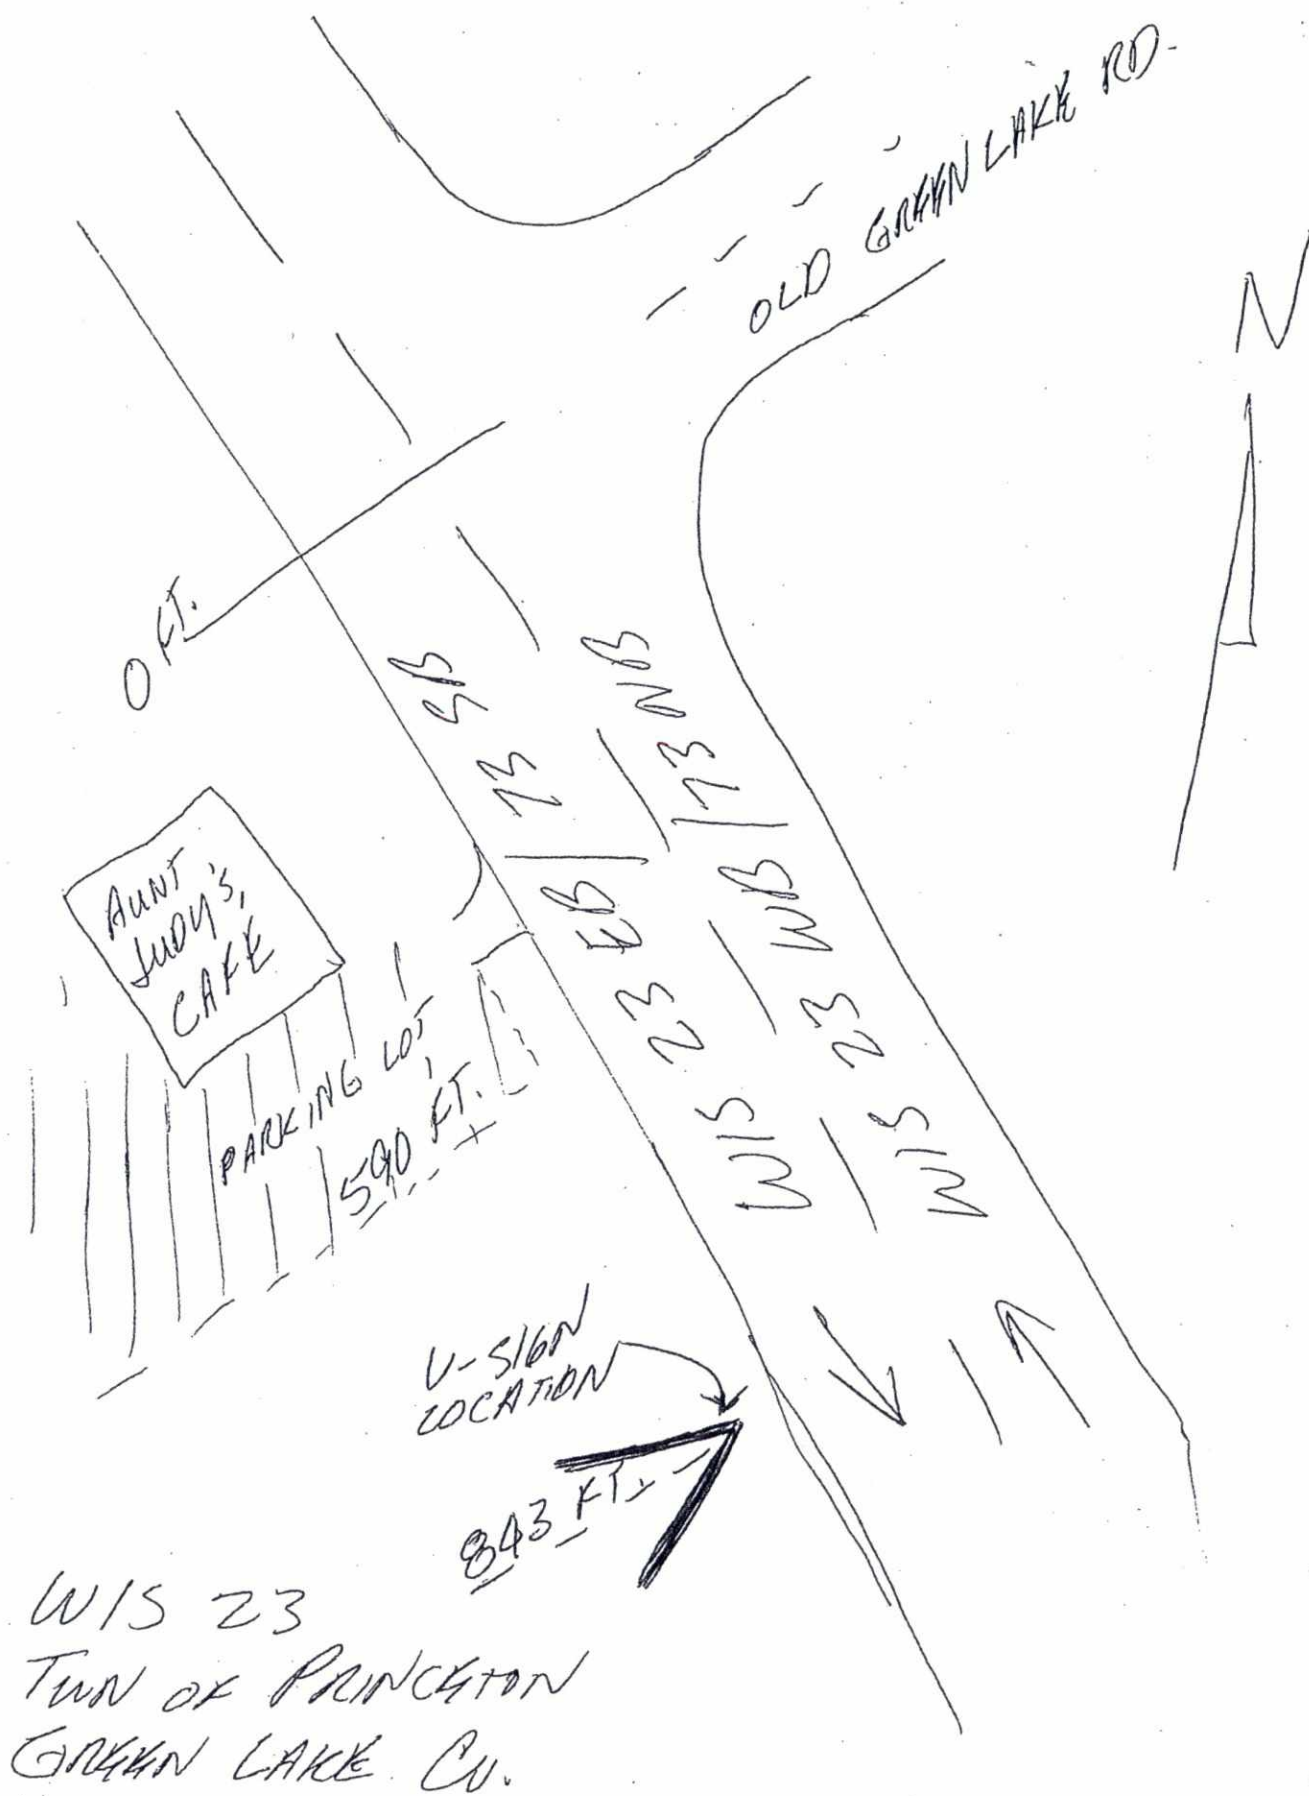 OLD GREEN LAKE RD.
N
0 FT.
73 SB
73 NB
WIS 23 EB
WIS 23 WB
AUNT
JUDY'S
CAFE
PARKING LOT
590 FT.
V-SIGN
LOCATION
843 FT.
WIS 23
TWN OF PRINCETON
GREEN LAKE CO.